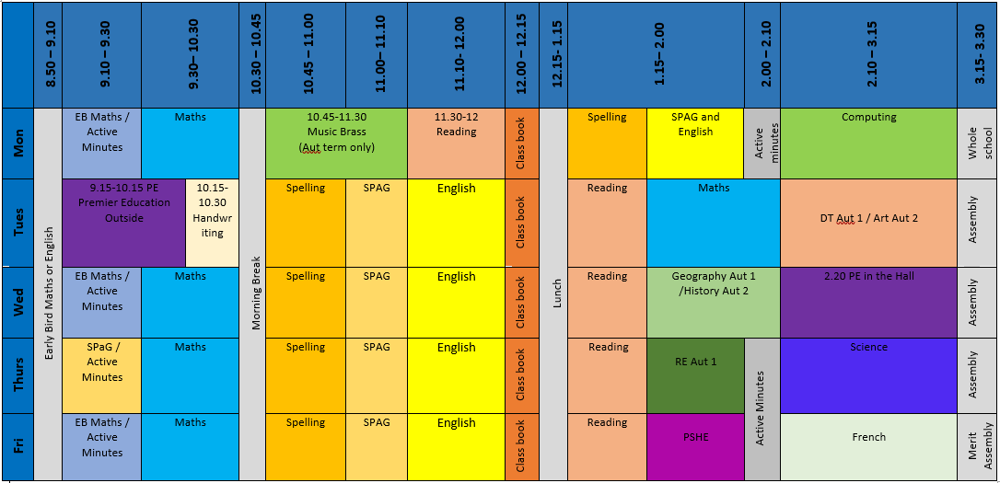 8.50 – 9.10
9.10 – 9.30
9.30– 10.30
10.30 – 10.45
10.45 – 11.00
11.00– 11.10
11.10- 12.00
12.00 – 12.15
12.15- 1.15
1.15– 2.00
2.00 – 2.10
2.10 – 3.15
3.15- 3.30
Mon
Early Bird Maths or English
EB Maths /
Active
Minutes
Maths
Morning Break
10.45-11.30
Music Brass
(Aut term only)
11.30-12
Reading
Class book
Lunch
Spelling
SPAG and
English
Active
minutes
Computing
Whole
school
Tues
9.15-10.15 PE
Premier Education
Outside
10.15-
10.30
Handwr
iting
Spelling
SPAG
English
Class book
Reading
Maths
DT Aut 1 / Art Aut 2
Assembly
Wed
EB Maths /
Active
Minutes
Maths
Spelling
SPAG
English
Class book
Reading
Geography Aut 1
/History Aut 2
2.20 PE in the Hall
Assembly
Thurs
SPaG /
Active
Minutes
Maths
Spelling
SPAG
English
Class book
Reading
RE Aut 1
Active Minutes
Science
Assembly
Fri
EB Maths /
Active
Minutes
Maths
Spelling
SPAG
English
Class book
Reading
PSHE
French
Merit
Assembly